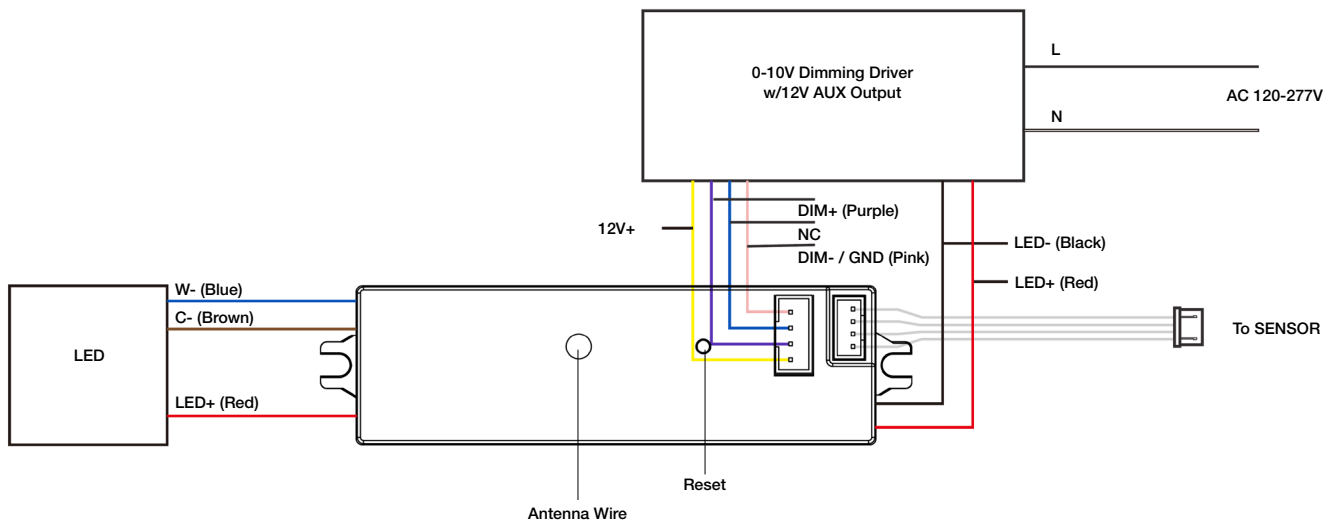 L
0-10V Dimming Driver
w/12V AUX Output
AC 120-277V
N
DIM+ (Purple)
12V+
NC
DIM- / GND (Pink)
LED- (Black)
LED+ (Red)
W- (Blue)
C- (Brown)
LED
To SENSOR
LED+ (Red)
Reset
Antenna Wire